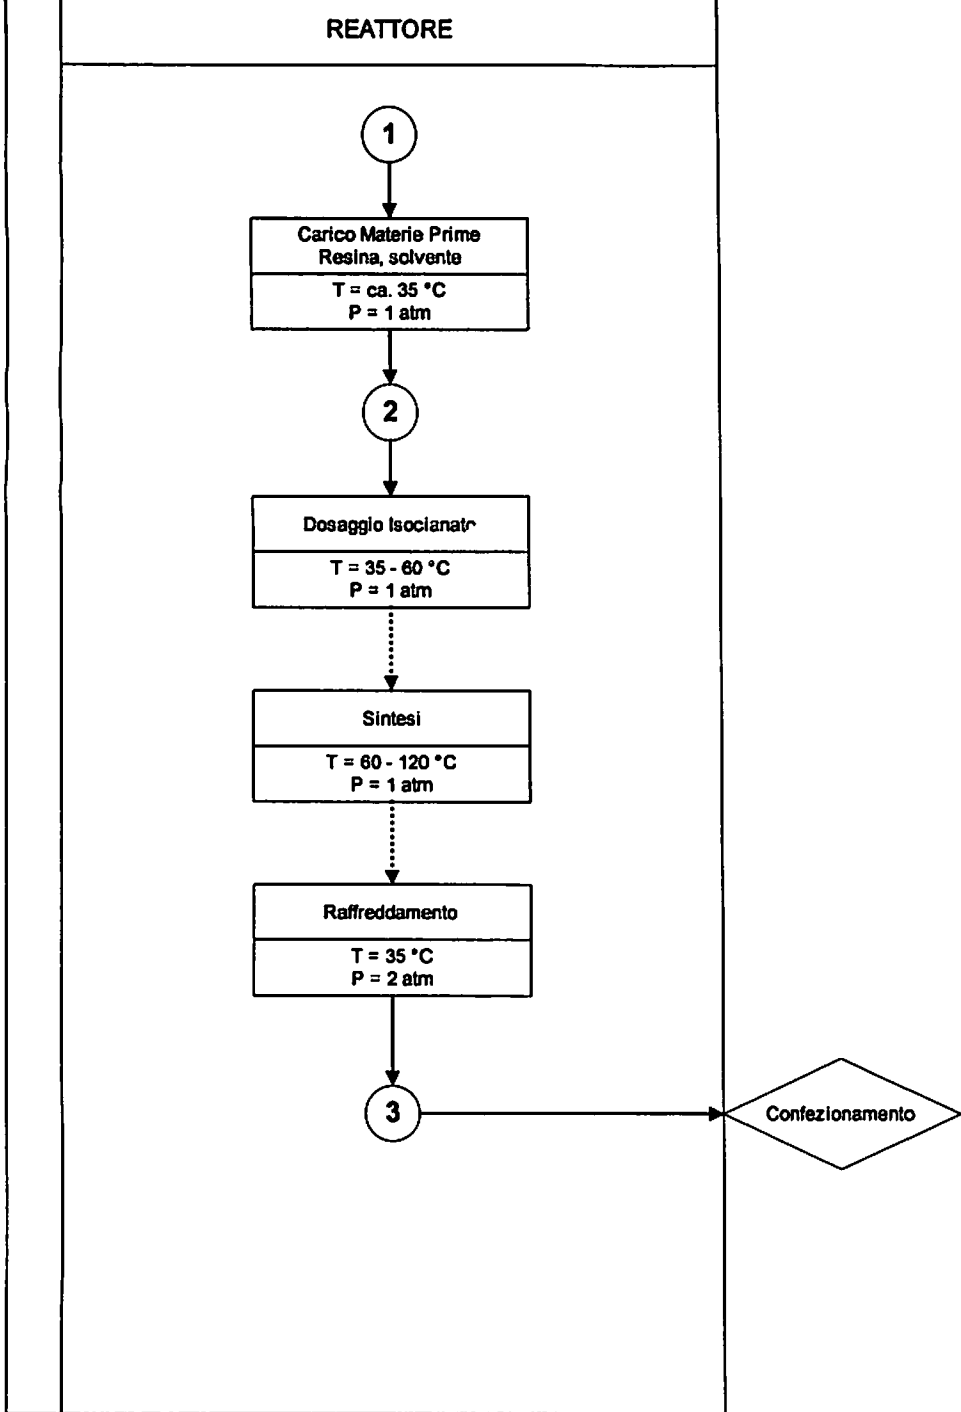 REATTORE
1
Carico Materie Prime
Resina, solvente
T = ca. 35 °C
P = 1 atm
2
Dosaggio Isocianato
T = 35 - 60 °C
P = 1 atm
Sintesi
T = 60 - 120 °C
P = 1 atm
Raffreddamento
T = 35 °C
P = 2 atm
3
Confezionamento